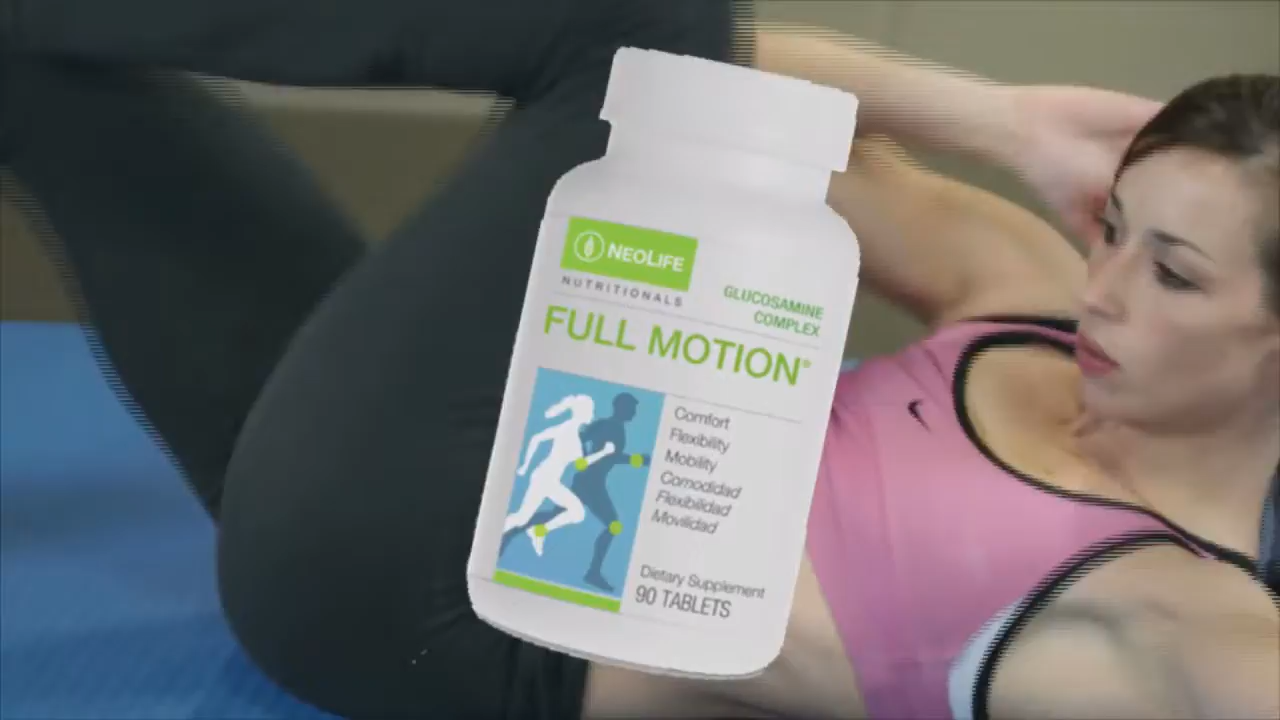 NEOLIFE
NUTRITIONALS
GLUCOSAMINE
COMPLEX
FULL MOTION®
Comfort
Flexibility
Mobility
Comodidad
Flexibilidad
Movilidad
Dietary Supplement
90 TABLETS